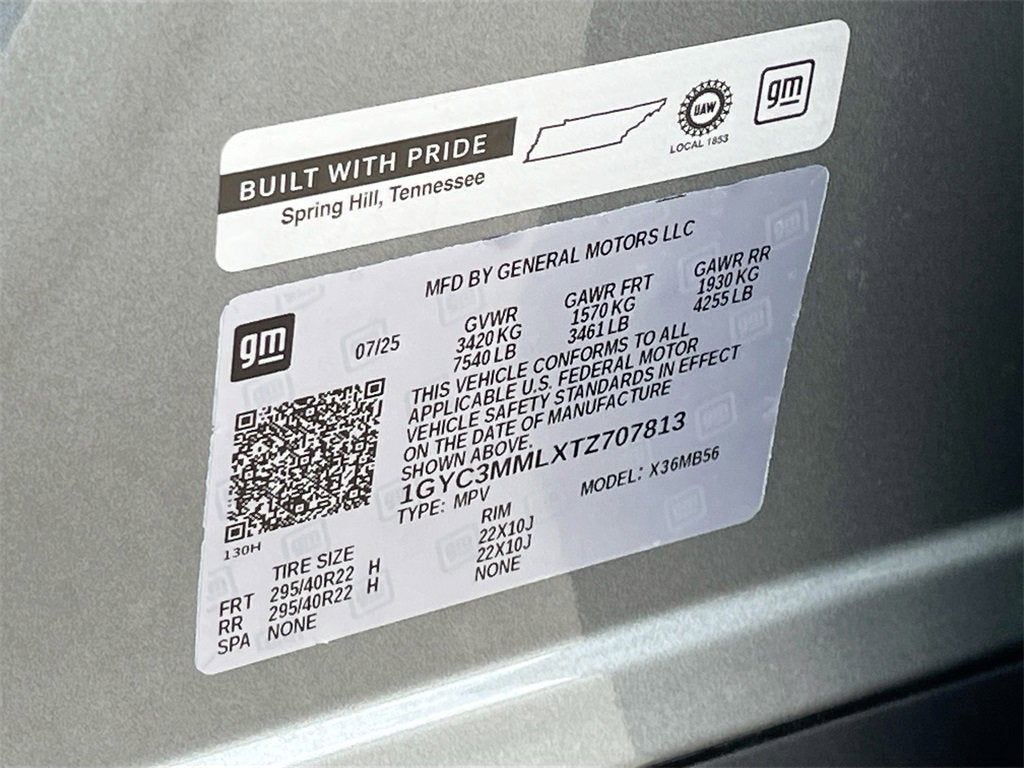 BUILT WITH PRIDE
Spring Hill, Tennessee
UAW
LOCAL 1853
gm
MFD BY GENERAL MOTORS LLC
gm
07/25
GVWR
3420 KG
7540 LB
GAWR FRT
1570 KG
3461 LB
GAWR RR
1930 KG
4255 LB
THIS VEHICLE CONFORMS TO ALL
APPLICABLE U.S. FEDERAL MOTOR
VEHICLE SAFETY STANDARDS IN EFFECT
ON THE DATE OF MANUFACTURE
SHOWN ABOVE.
1GYC3MMLXTZ707813
TYPE: MPV MODEL: X36MB56
130H
TIRE SIZE RIM
FRT 295/40R22 H 22X10J
RR 295/40R22 H 22X10J
SPA NONE NONE